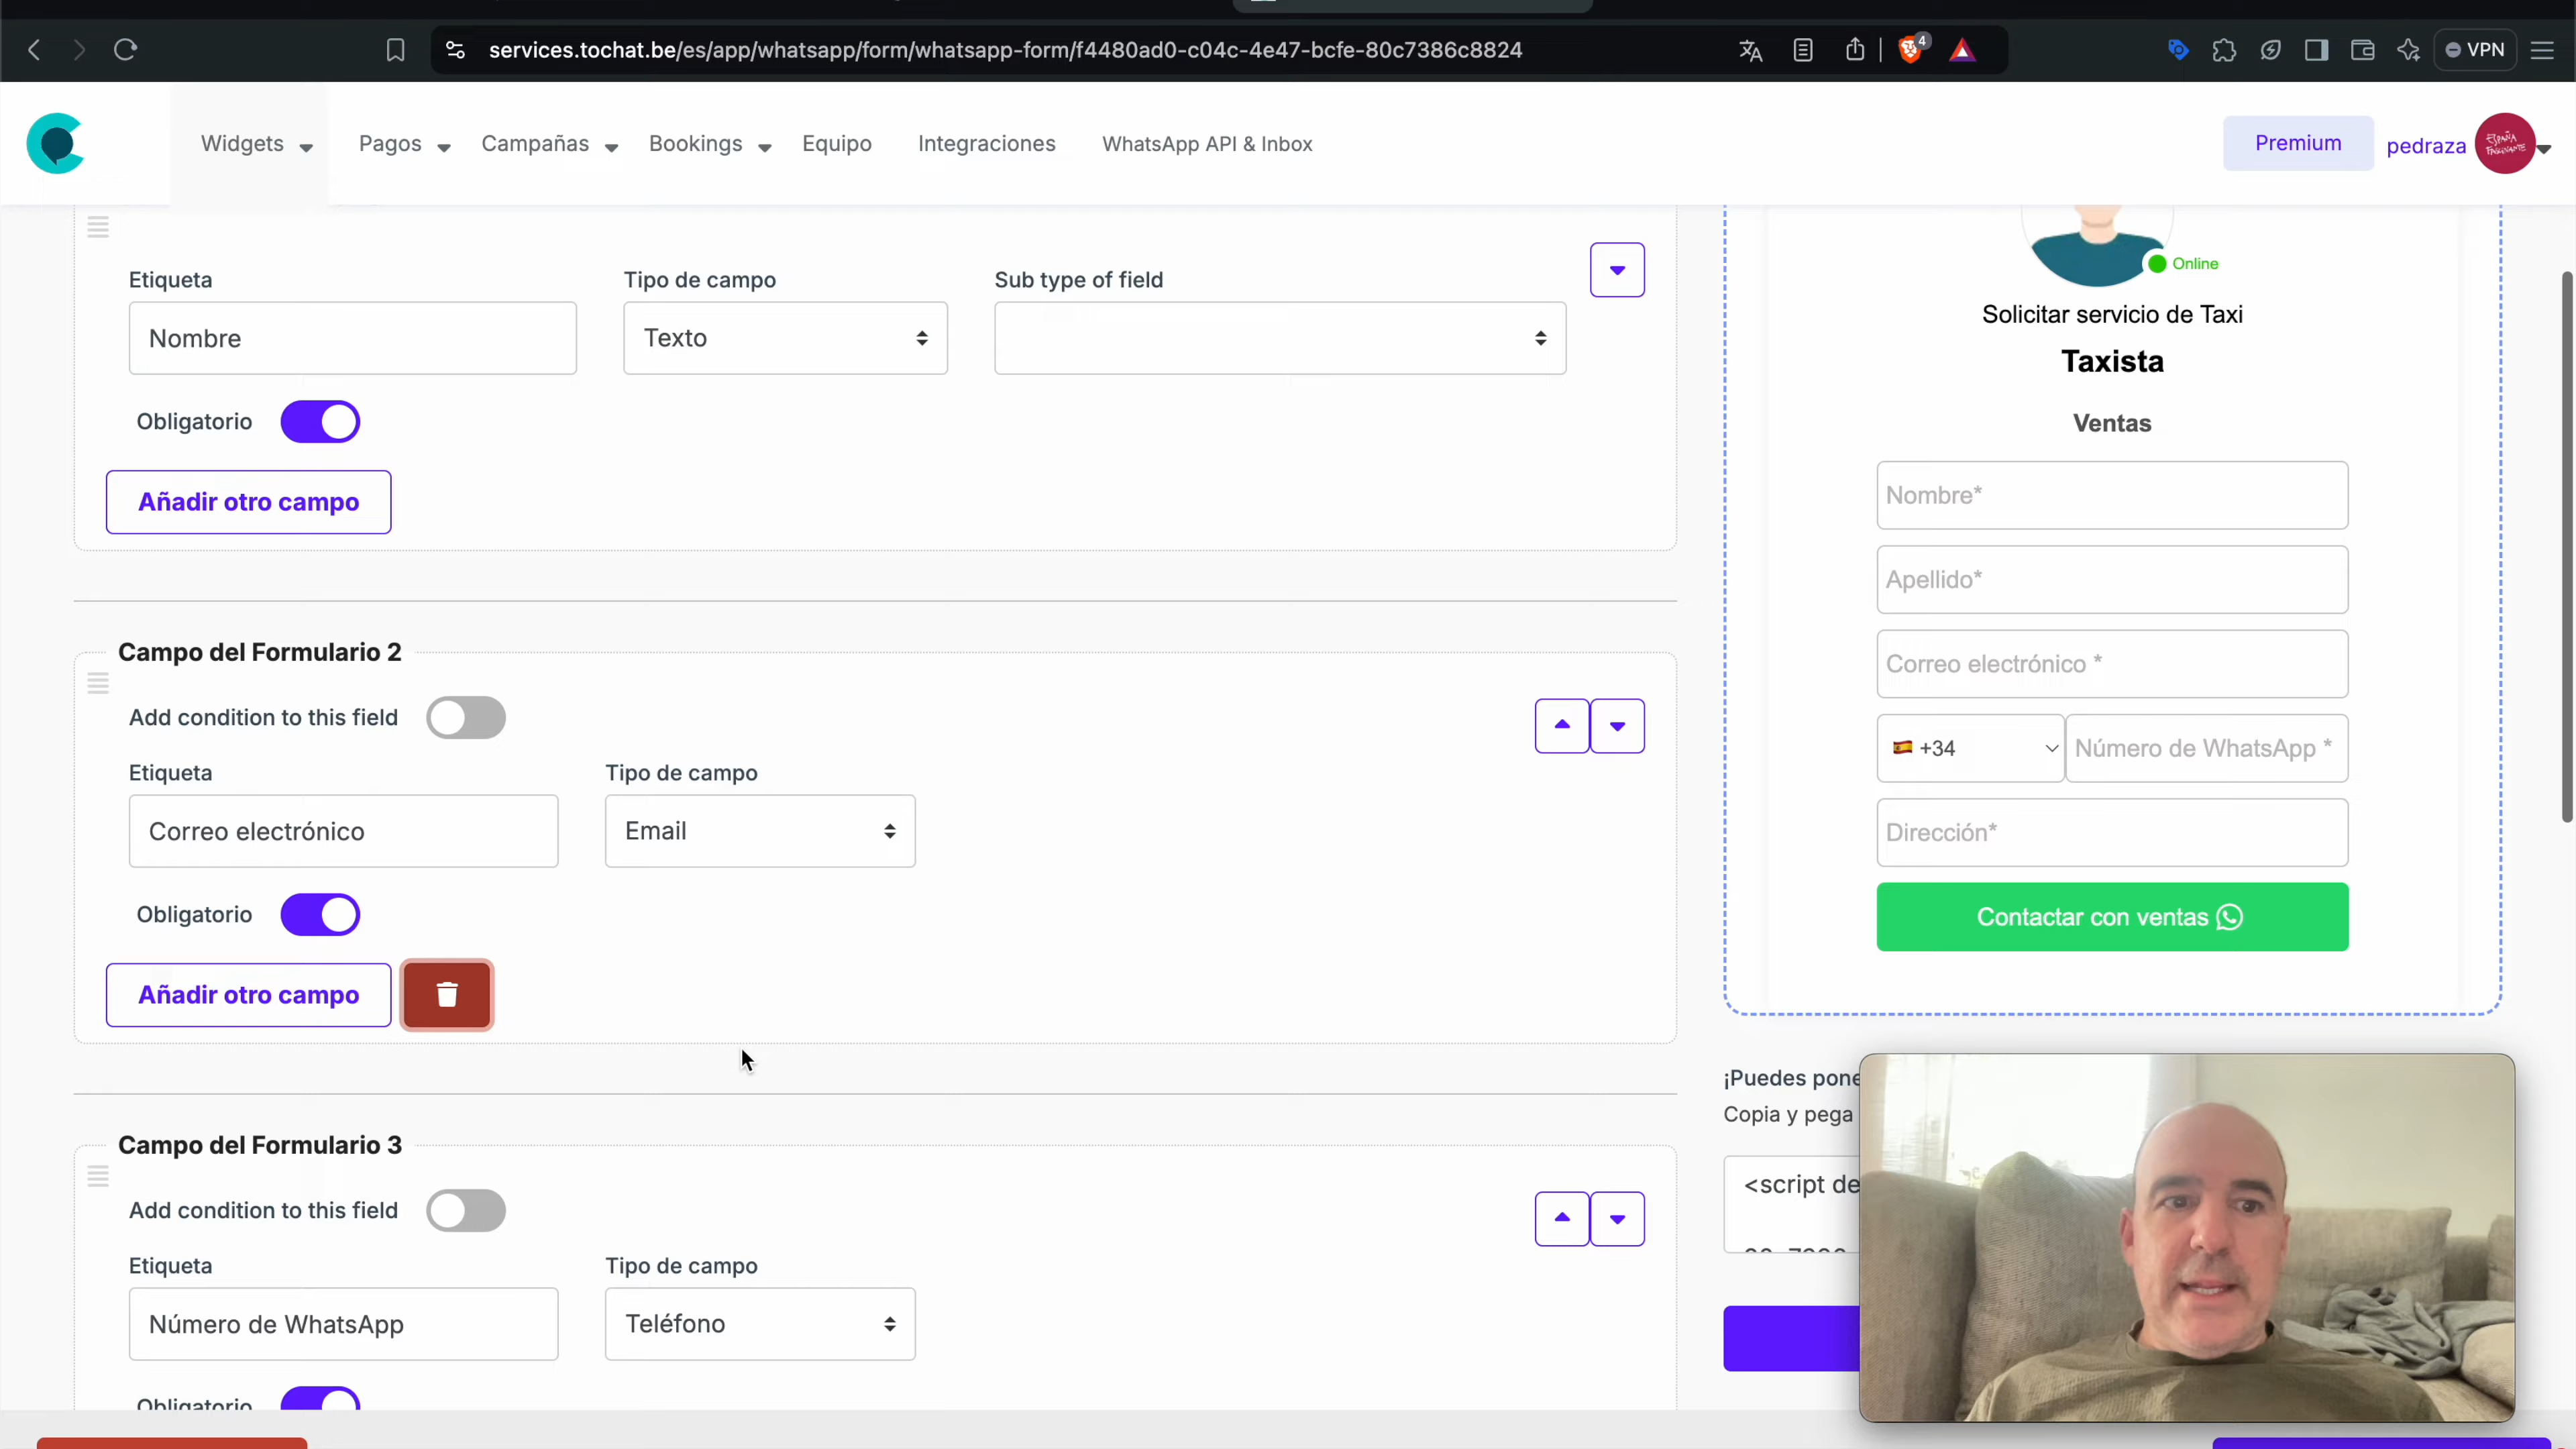 services.tochat.be/es/app/whatsapp/form/whatsapp-form/f4480ad0-c04c-4e47-bcfe-80c7386c8824
4
VPN
Widgets
Pagos
Campañas
Bookings
Equipo
Integraciones
WhatsApp API & Inbox
Premium
pedraza
Etiqueta
Tipo de campo
Sub type of field
Nombre
Texto
Obligatorio
Añadir otro campo
Campo del Formulario 2
Add condition to this field
Etiqueta
Tipo de campo
Correo electrónico
Email
Obligatorio
Añadir otro campo
Campo del Formulario 3
Add condition to this field
Etiqueta
Tipo de campo
Número de WhatsApp
Teléfono
Obligatorio
Online
Solicitar servicio de Taxi
Taxista
Ventas
Nombre*
Apellido*
Correo electrónico *
+34
Número de WhatsApp *
Dirección*
Contactar con ventas
¡Puedes pone
Copia y pega
<script de